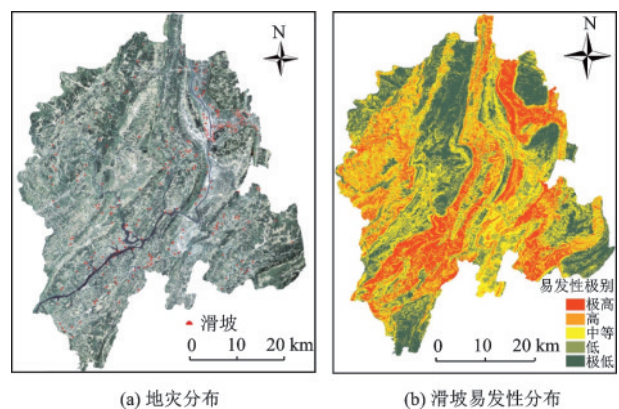 N
滑坡
0 10 20 km
(a) 地灾分布
N
易发性极别
极高
高
中等
低
极低
0 10 20 km
(b) 滑坡易发性分布